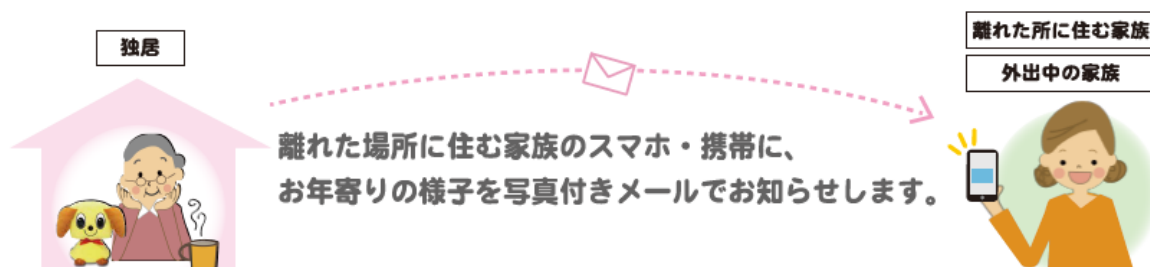 独居
離れた所に住む家族
外出中の家族
離れた場所に住む家族のスマホ・携帯に、
お年寄りの様子を写真付きメールでお知らせします。